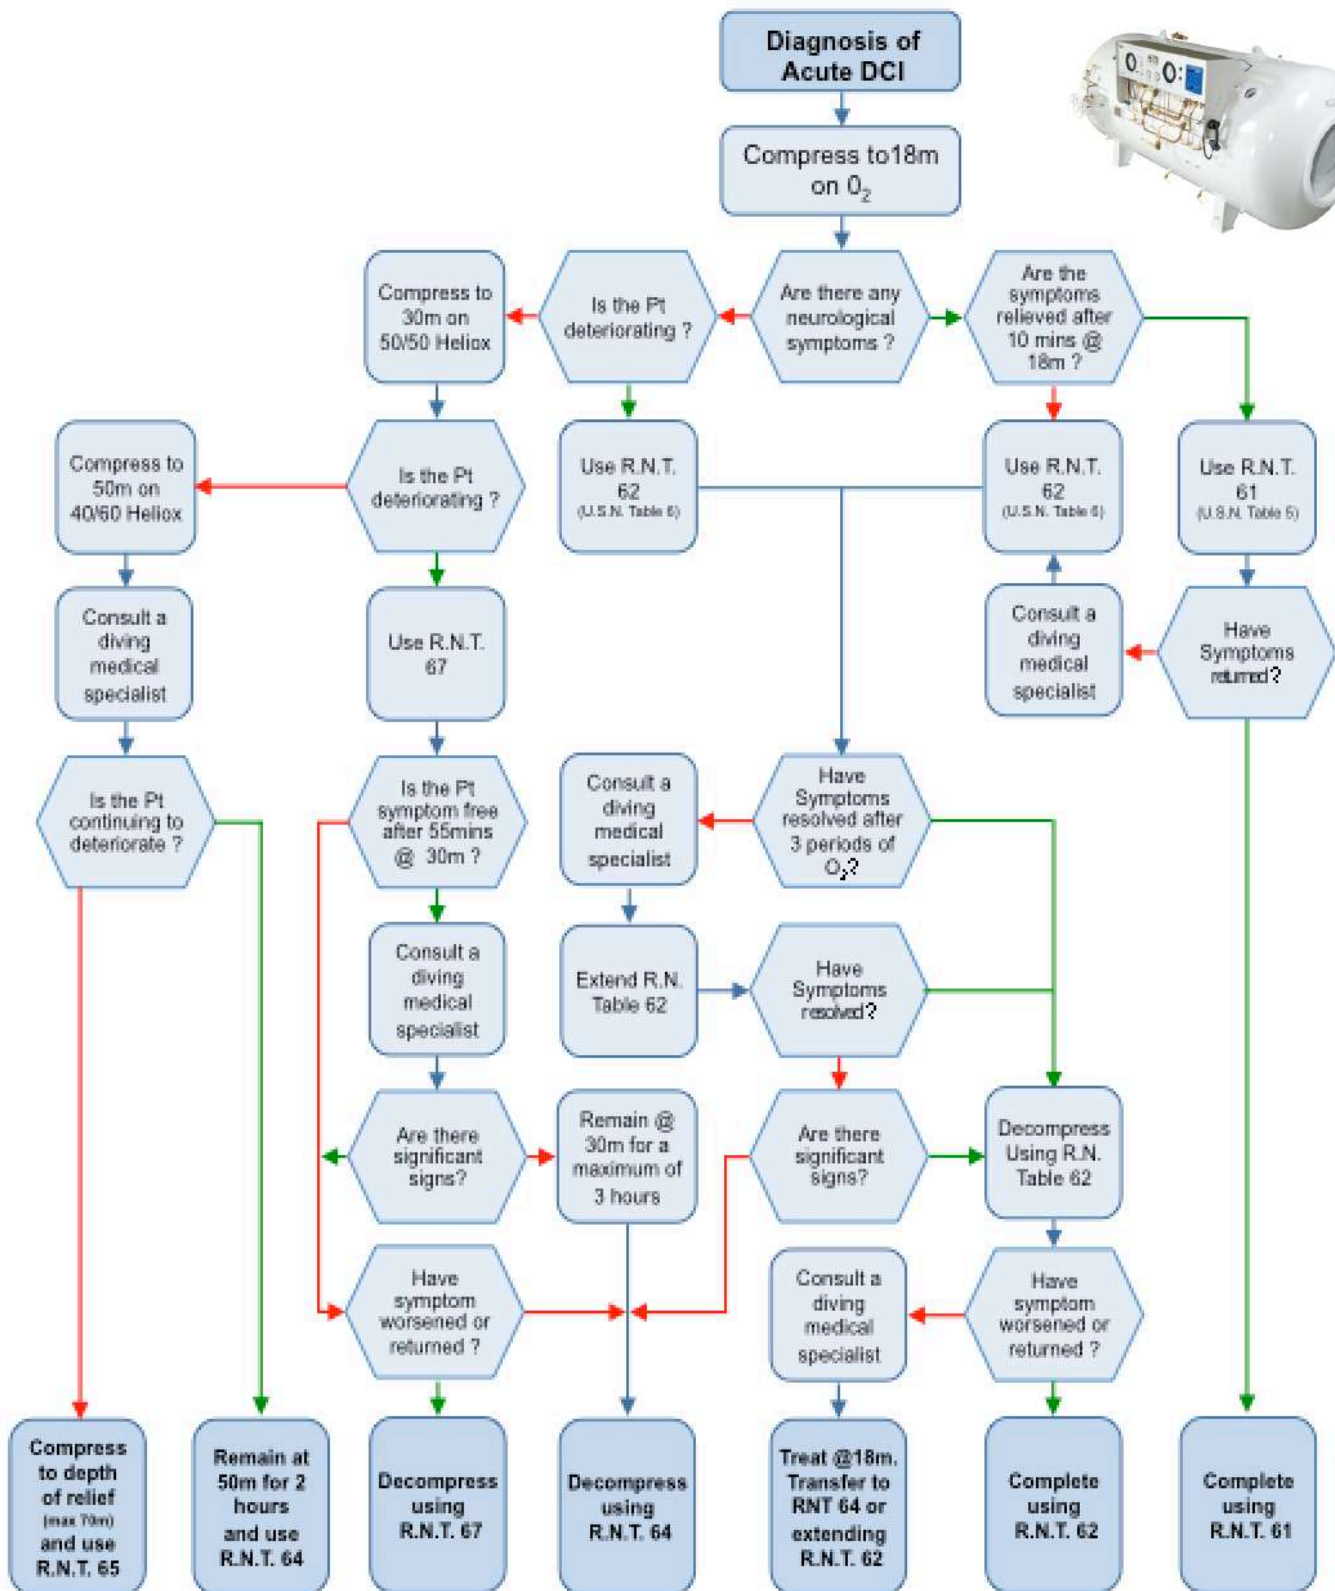 Diagnosis of
Acute DCI
Compress to18m
on 0₂
Compress to
30m on
50/50 Heliox
Is the Pt
deteriorating ?
Are there any
neurological
symptoms ?
Are the
symptoms
relieved after
10 mins @
18m ?
Compress to
50m on
40/60 Heliox
Is the Pt
deteriorating ?
Use R.N.T.
62
(U.S.N. Table 6)
Use R.N.T.
62
(U.S.N. Table 6)
Use R.N.T.
61
(U.S.N. Table 5)
Consult a
diving
medical
specialist
Use R.N.T.
67
Consult a
diving
medical
specialist
Have
Symptoms
returned?
Is the Pt
continuing to
deteriorate ?
Is the Pt
symptom free
after 55mins
@ 30m ?
Consult a
diving
medical
specialist
Have
Symptoms
resolved after
3 periods of
O₂?
Consult a
diving
medical
specialist
Extend R.N.
Table 62
Have
Symptoms
resolved?
Are there
significant
signs?
Remain @
30m for a
maximum of
3 hours
Are there
significant
signs?
Decompress
Using R.N.
Table 62
Have
symptom
worsened or
returned ?
Consult a
diving
medical
specialist
Have
symptom
worsened or
returned ?
Compress
to depth
of relief
(max 70m)
and use
R.N.T. 65
Remain at
50m for 2
hours
and use
R.N.T. 64
Decompress
using
R.N.T. 67
Decompress
using
R.N.T. 64
Treat @18m.
Transfer to
RNT 64 or
extending
R.N.T. 62
Complete
using
R.N.T. 62
Complete
using
R.N.T. 61